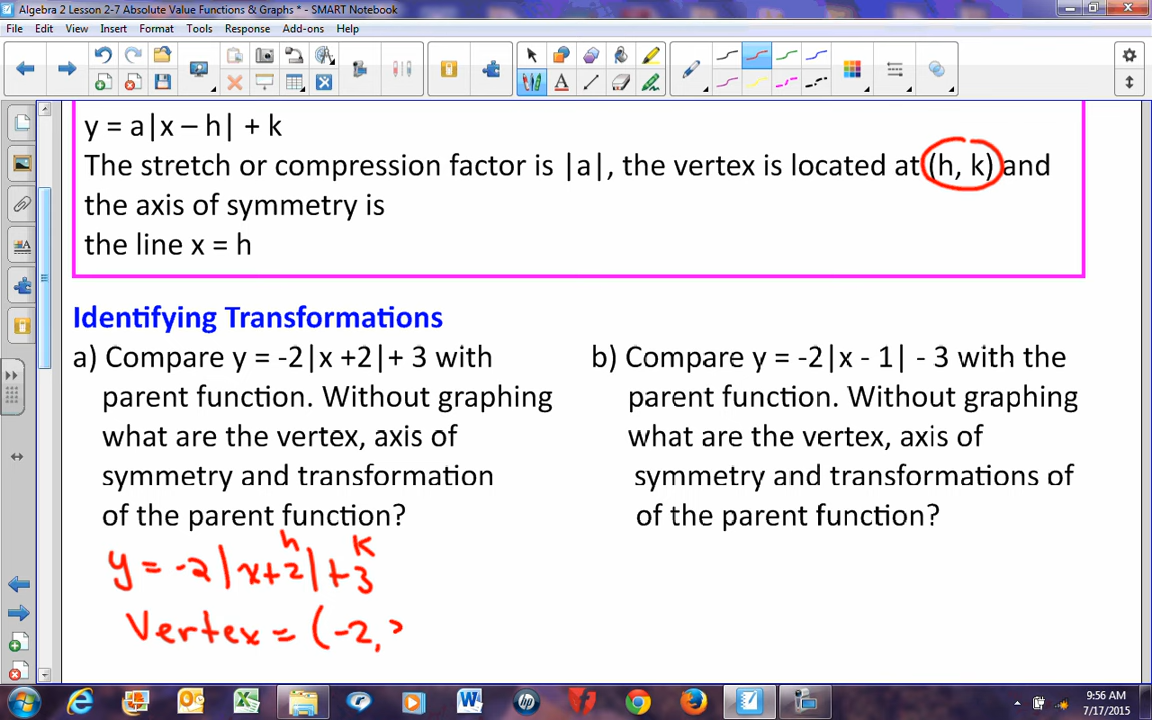 Algebra 2 Lesson 2-7 Absolute Value Functions & Graphs * - SMART Notebook
File Edit View Insert Format Tools Response Add-ons Help
y = a|x – h| + k
The stretch or compression factor is |a|, the vertex is located at (h, k) and
the axis of symmetry is
the line x = h
Identifying Transformations
a) Compare y = -2|x +2|+ 3 with
parent function. Without graphing
what are the vertex, axis of
symmetry and transformation
of the parent function?
h k
y = -2|x+2|+3
Vertex = (-2,
b) Compare y = -2|x - 1| - 3 with the
parent function. Without graphing
what are the vertex, axis of
symmetry and transformations of
of the parent function?
9:56 AM
7/17/2015